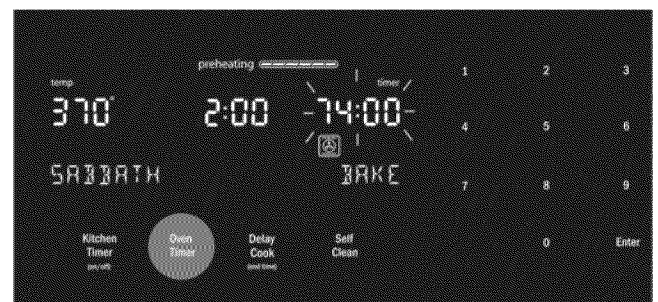 preheating
temp
timer
370°
2:00
74:00
SABBATH
BAKE
Kitchen
Timer
(on/off)
Oven
Timer
Delay
Cook
(end time)
Self
Clean
1 2 3
4 5 6
7 8 9
0 Enter